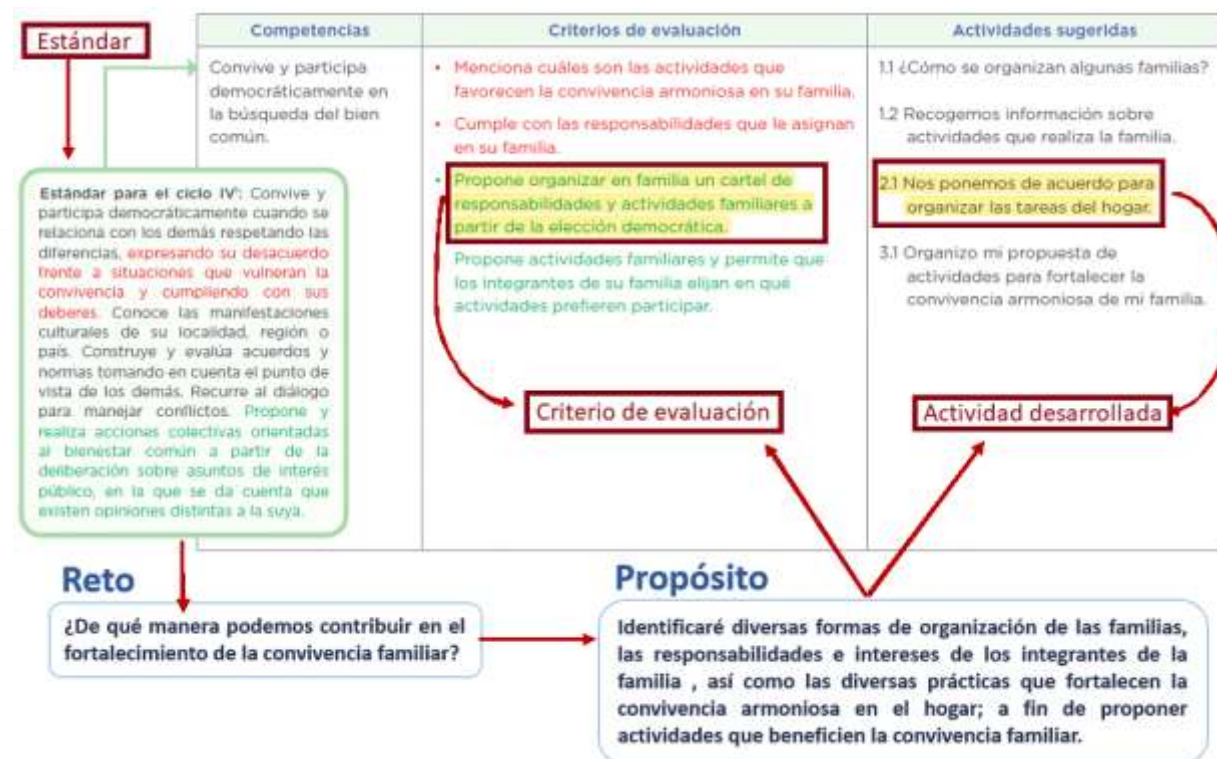 Estándar
Competencias
Convive y participa
democráticamente en
la búsqueda del bien
común.
Criterios de evaluación
• Menciona cuáles son las actividades que
favorecen la convivencia armoniosa en su familia.
• Cumple con las responsabilidades que le asignan
en su familia.
• Propone organizar en familia un cartel de
responsabilidades y actividades familiares a
partir de la elección democrática.
Propone actividades familiares y permite que
los integrantes de su familia elijan en qué
actividades prefieren participar.
Actividades sugeridas
1.1 ¿Cómo se organizan algunas familias?
1.2 Recogemos información sobre
actividades que realiza la familia.
2.1 Nos ponemos de acuerdo para
organizar las tareas del hogar.
3.1 Organizo mi propuesta de
actividades para fortalecer la
convivencia armoniosa de mi familia.
Estándar para el ciclo IV: Convive y
participa democráticamente cuando se
relaciona con los demás respetando las
diferencias, expresando su desacuerdo
frente a situaciones que vulneran la
convivencia y cumpliendo con sus
deberes. Conoce las manifestaciones
culturales de su localidad, región o
país. Construye y evalúa acuerdos y
normas tomando en cuenta el punto de
vista de los demás. Recurre al diálogo
para manejar conflictos. Propone y
realiza acciones colectivas orientadas
al bienestar común a partir de la
deliberación sobre asuntos de interés
público, en la que se da cuenta que
existen opiniones distintas a la suya.
Criterio de evaluación
Actividad desarrollada
Reto
¿De qué manera podemos contribuir en el
fortalecimiento de la convivencia familiar?
Propósito
Identificaré diversas formas de organización de las familias,
las responsabilidades e intereses de los integrantes de la
familia , así como las diversas prácticas que fortalecen la
convivencia armoniosa en el hogar; a fin de proponer
actividades que beneficien la convivencia familiar.